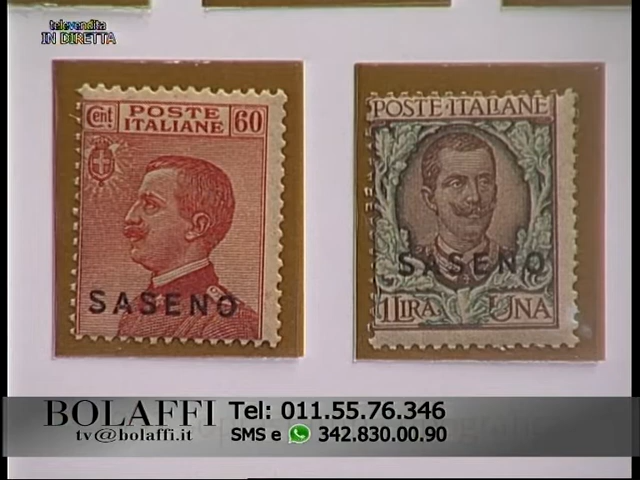 televendita
IN DIRETTA
Cent.
POSTE
ITALIANE
60
SASENO
POSTE·ITALIANE
SASENO
1 LIRA
UNA
BOLAFFI
tv@bolaffi.it
Tel: 011.55.76.346
SMS e 342.830.00.90